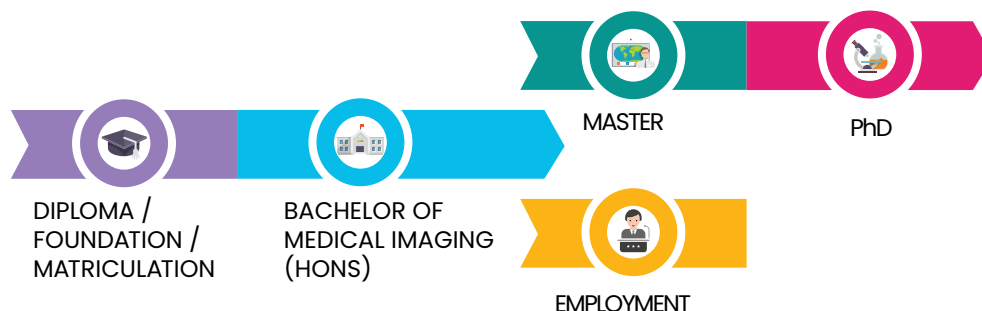 DIPLOMA /
FOUNDATION /
MATRICULATION
BACHELOR OF
MEDICAL IMAGING
(HONS)
MASTER
PhD
EMPLOYMENT